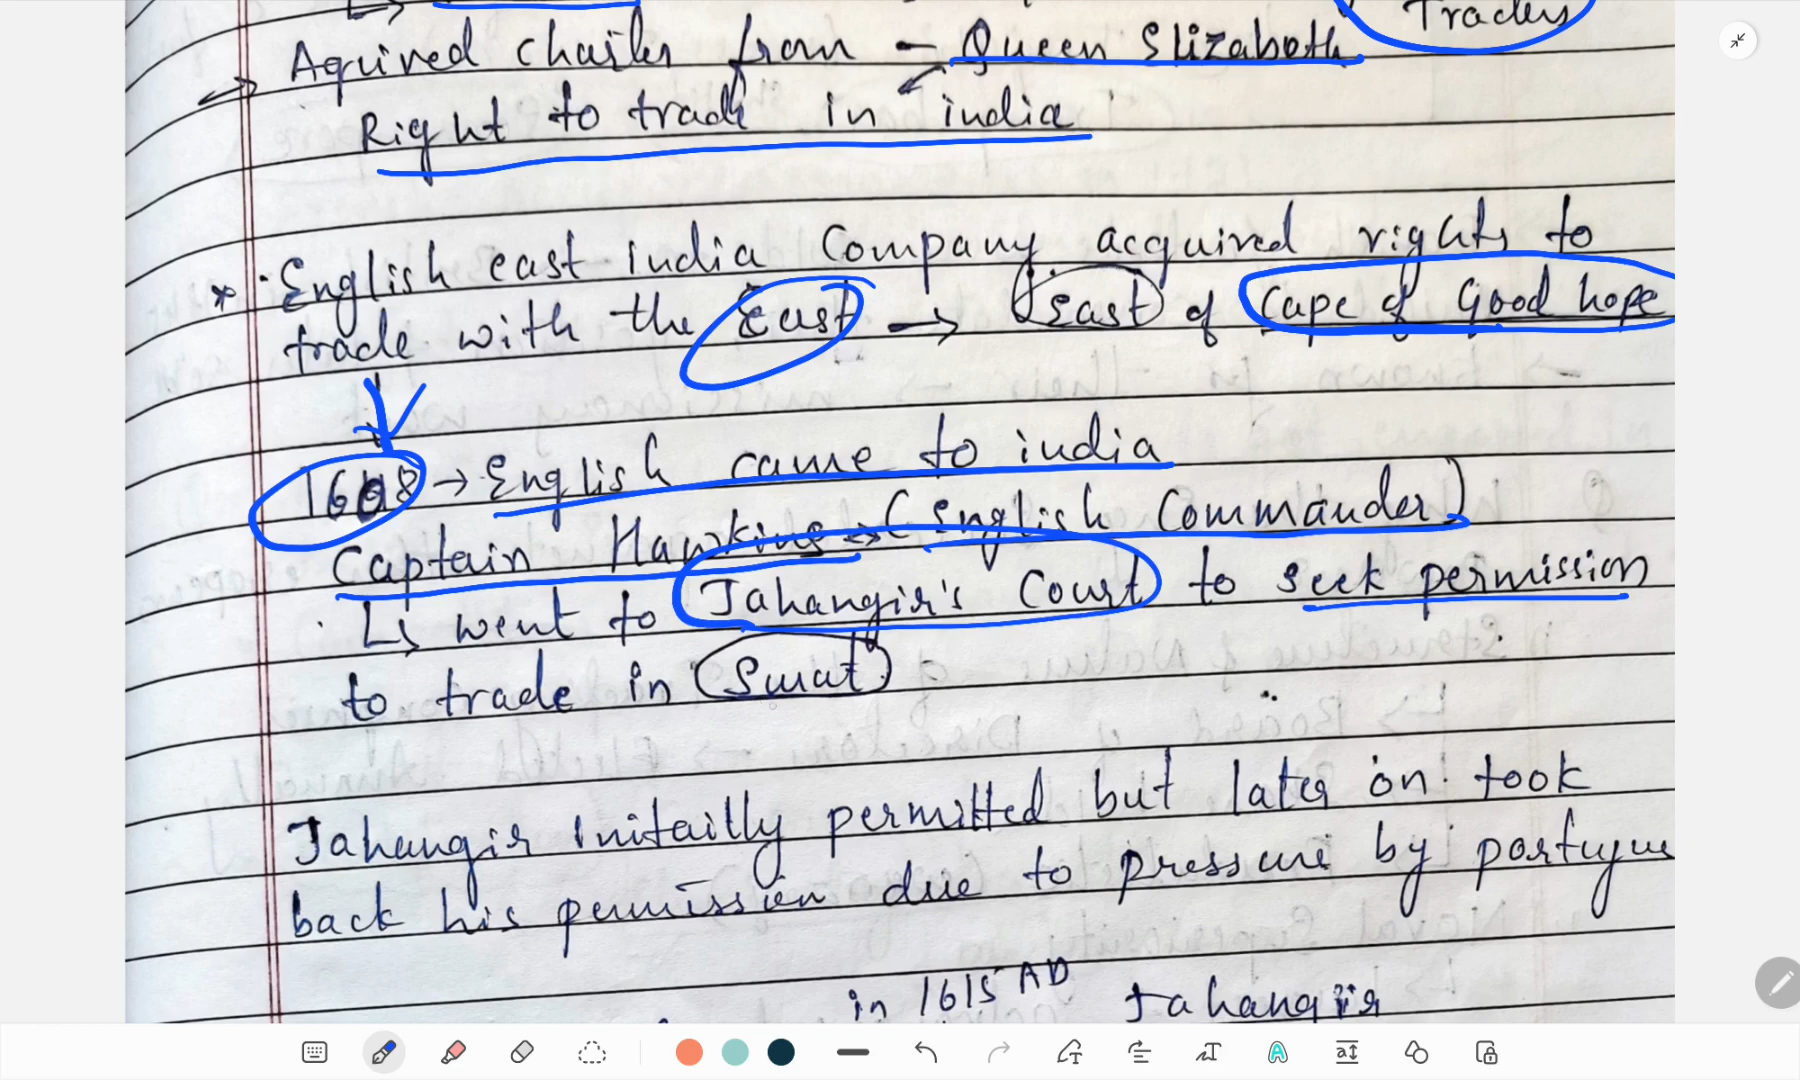 Traders
Aquired charter from - Queen Elizabeth
Right to trade in india
* English east india Company acquired rights to
trade with the East → East of Cape of Good hope
1608 → English came to india
Captain Hawkins → (English Commander)
↳ went to Jahangir's Court to seek permission
to trade in Surat
Jahangir initailly permitted but later on took
back his permission due to pressure by portugue
in 1615 AD Jahangir